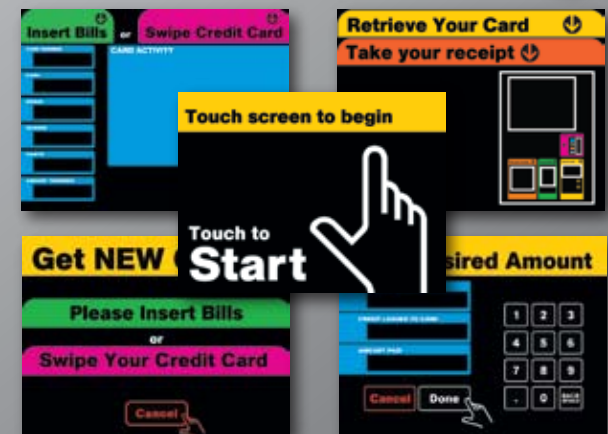 Insert Bills or Swipe Credit Card
CARD ACTIVITY
Retrieve Your Card
Take your receipt
Touch screen to begin
Touch to
Start
Get NEW
Please Insert Bills
or
Swipe Your Credit Card
Cancel
sired Amount
AMOUNT PAID
1 2 3
4 5 6
7 8 9
. 0 BACK SPACE
Cancel Done